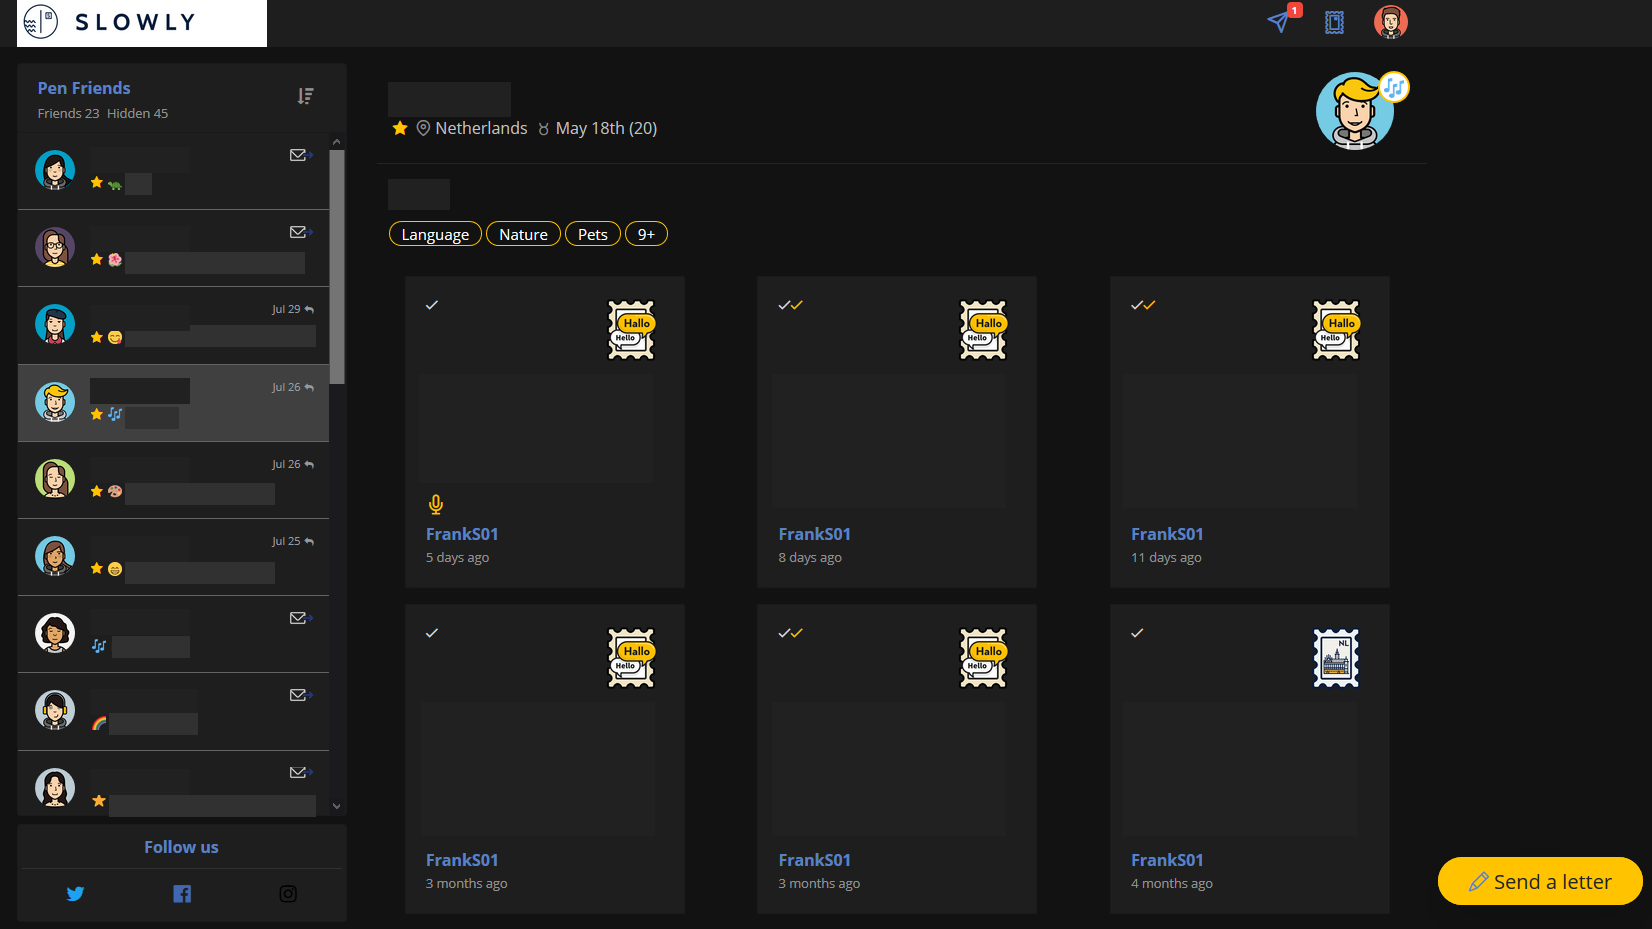 SLOWLY
1
Pen Friends
Friends 23 Hidden 45
Jul 29
Jul 26
Jul 26
Jul 25
Follow us
Netherlands May 18th (20)
Language Nature Pets 9+
Hallo
Hello
FrankS01
5 days ago
Hallo
Hello
FrankS01
8 days ago
Hallo
Hello
FrankS01
11 days ago
Hallo
Hello
FrankS01
3 months ago
Hallo
Hello
FrankS01
3 months ago
NL
FrankS01
4 months ago
Send a letter